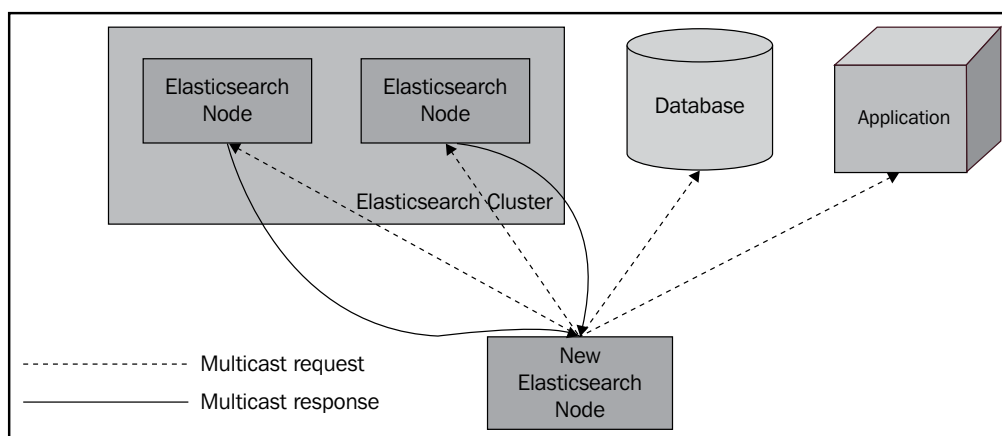 Elasticsearch
Node
Elasticsearch
Node
Database
Application
Elasticsearch Cluster
New
Elasticsearch
Node
Multicast request
Multicast response